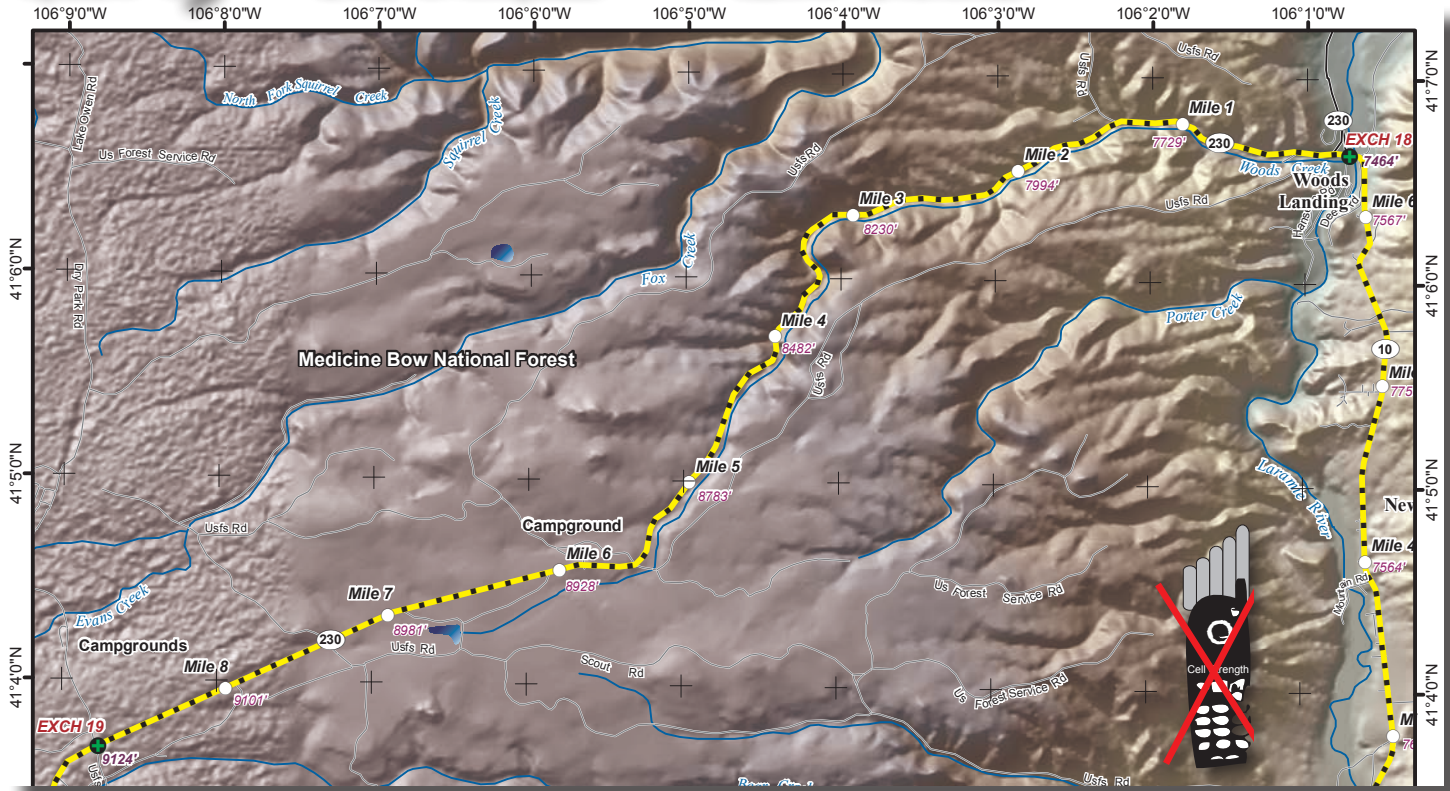 106°9'0"W
106°8'0"W
106°7'0"W
106°6'0"W
106°5'0"W
106°4'0"W
106°3'0"W
106°2'0"W
106°1'0"W
41°7'0"N
41°6'0"N
41°6'0"N
41°5'0"N
41°5'0"N
41°4'0"N
41°4'0"N
Lake Owen Rd
North Fork Squirrel Creek
Squirrel Creek
Us Forest Service Rd
Usfs Rd
Usfs Rd
Usfs Rd
Mile 1
7729'
230
230
EXCH 18
7464'
Woods Creek
Woods
Landing
Mile 2
7994'
Mile 3
8230'
Usfs Rd
Mile 6
7567'
Dry Park Rd
Fox Creek
Porter Creek
Mile 4
8482'
Usfs Rd
10
Medicine Bow National Forest
Mile 5
8783'
Laramie River
Campground
Usfs Rd
Mile 6
8928'
Us Forest Service Rd
Mile 4
7564'
Mountain Rd
Mile 7
8981'
230
Usfs Rd
Evans Creek
Campgrounds
Mile 8
9101'
Scout Rd
Us Forest Service Rd
Cell Strength
EXCH 19
9124'
Usfs Rd